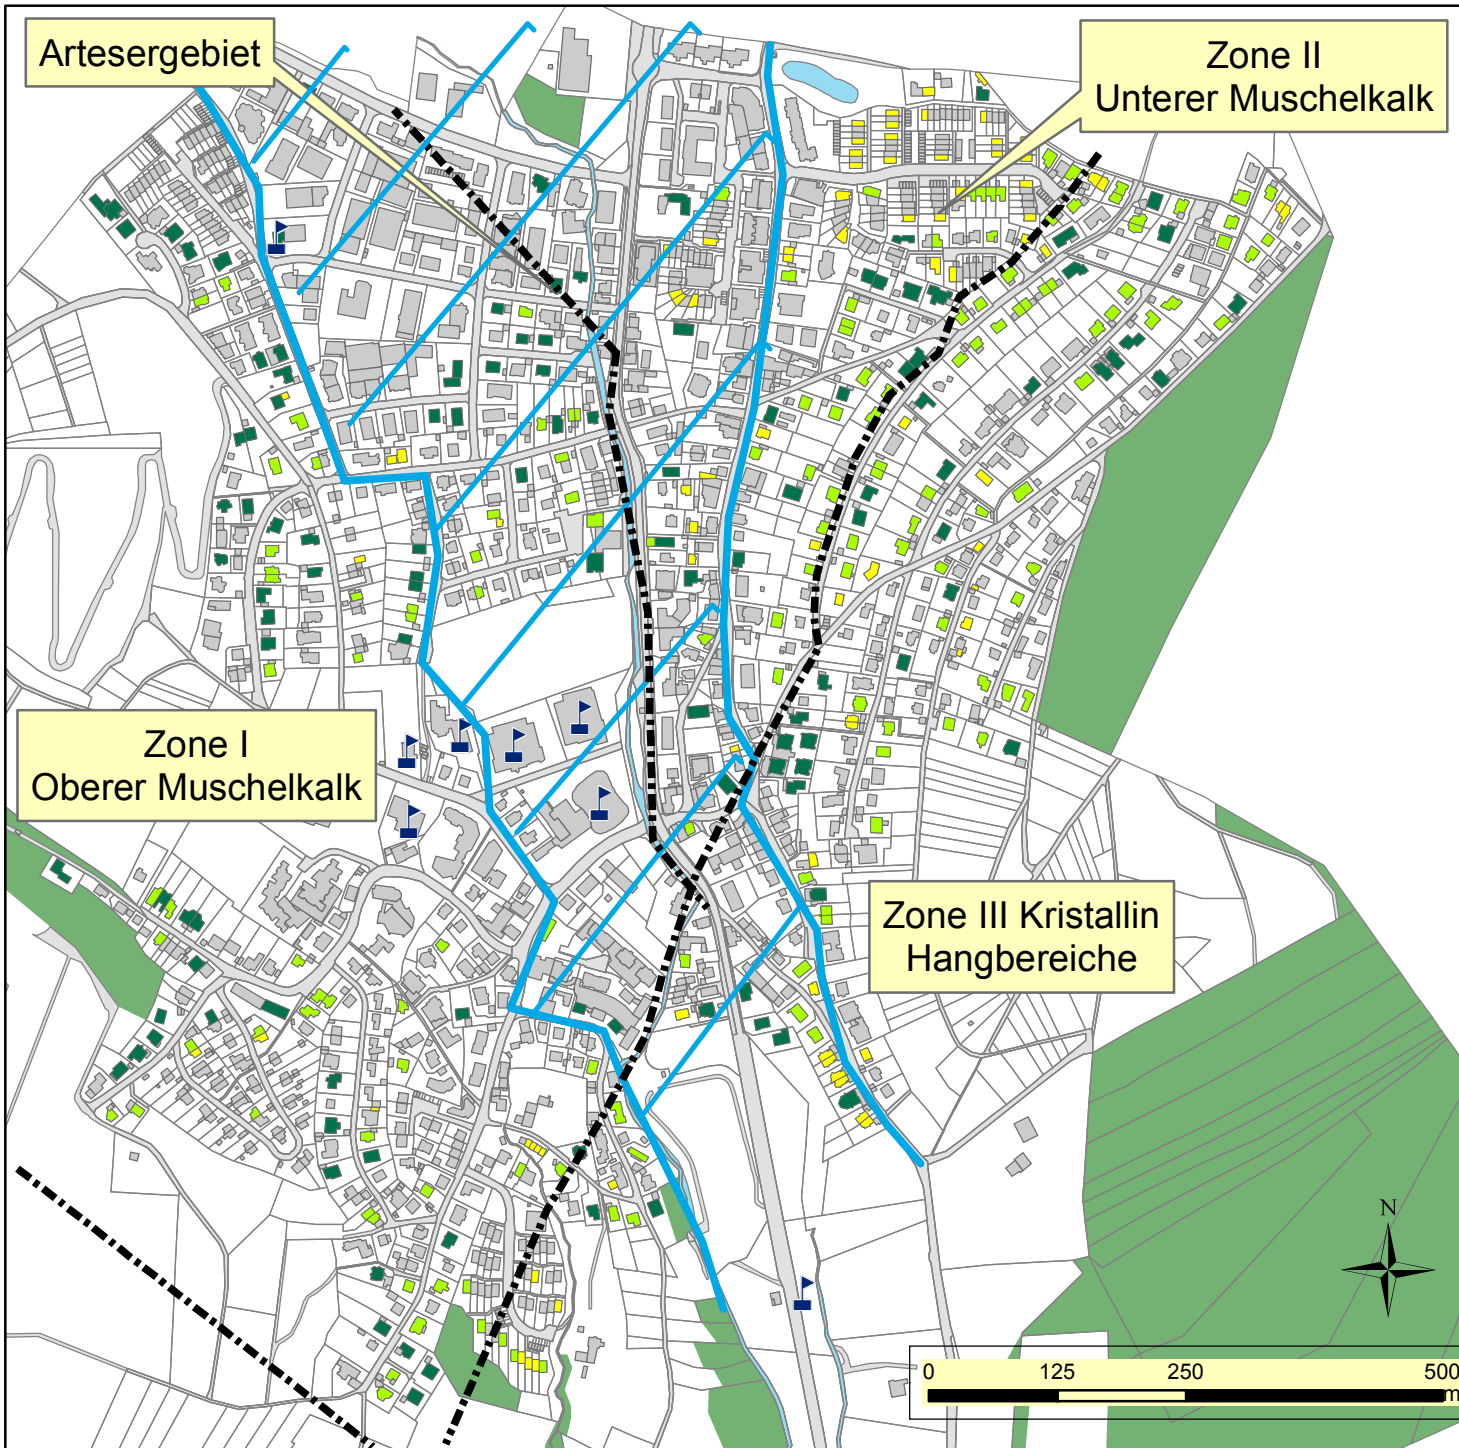 Artesergebiet
Zone II
Unterer Muschelkalk
Zone I
Oberer Muschelkalk
Zone III Kristallin
Hangbereiche
N
0 125 250 500
m